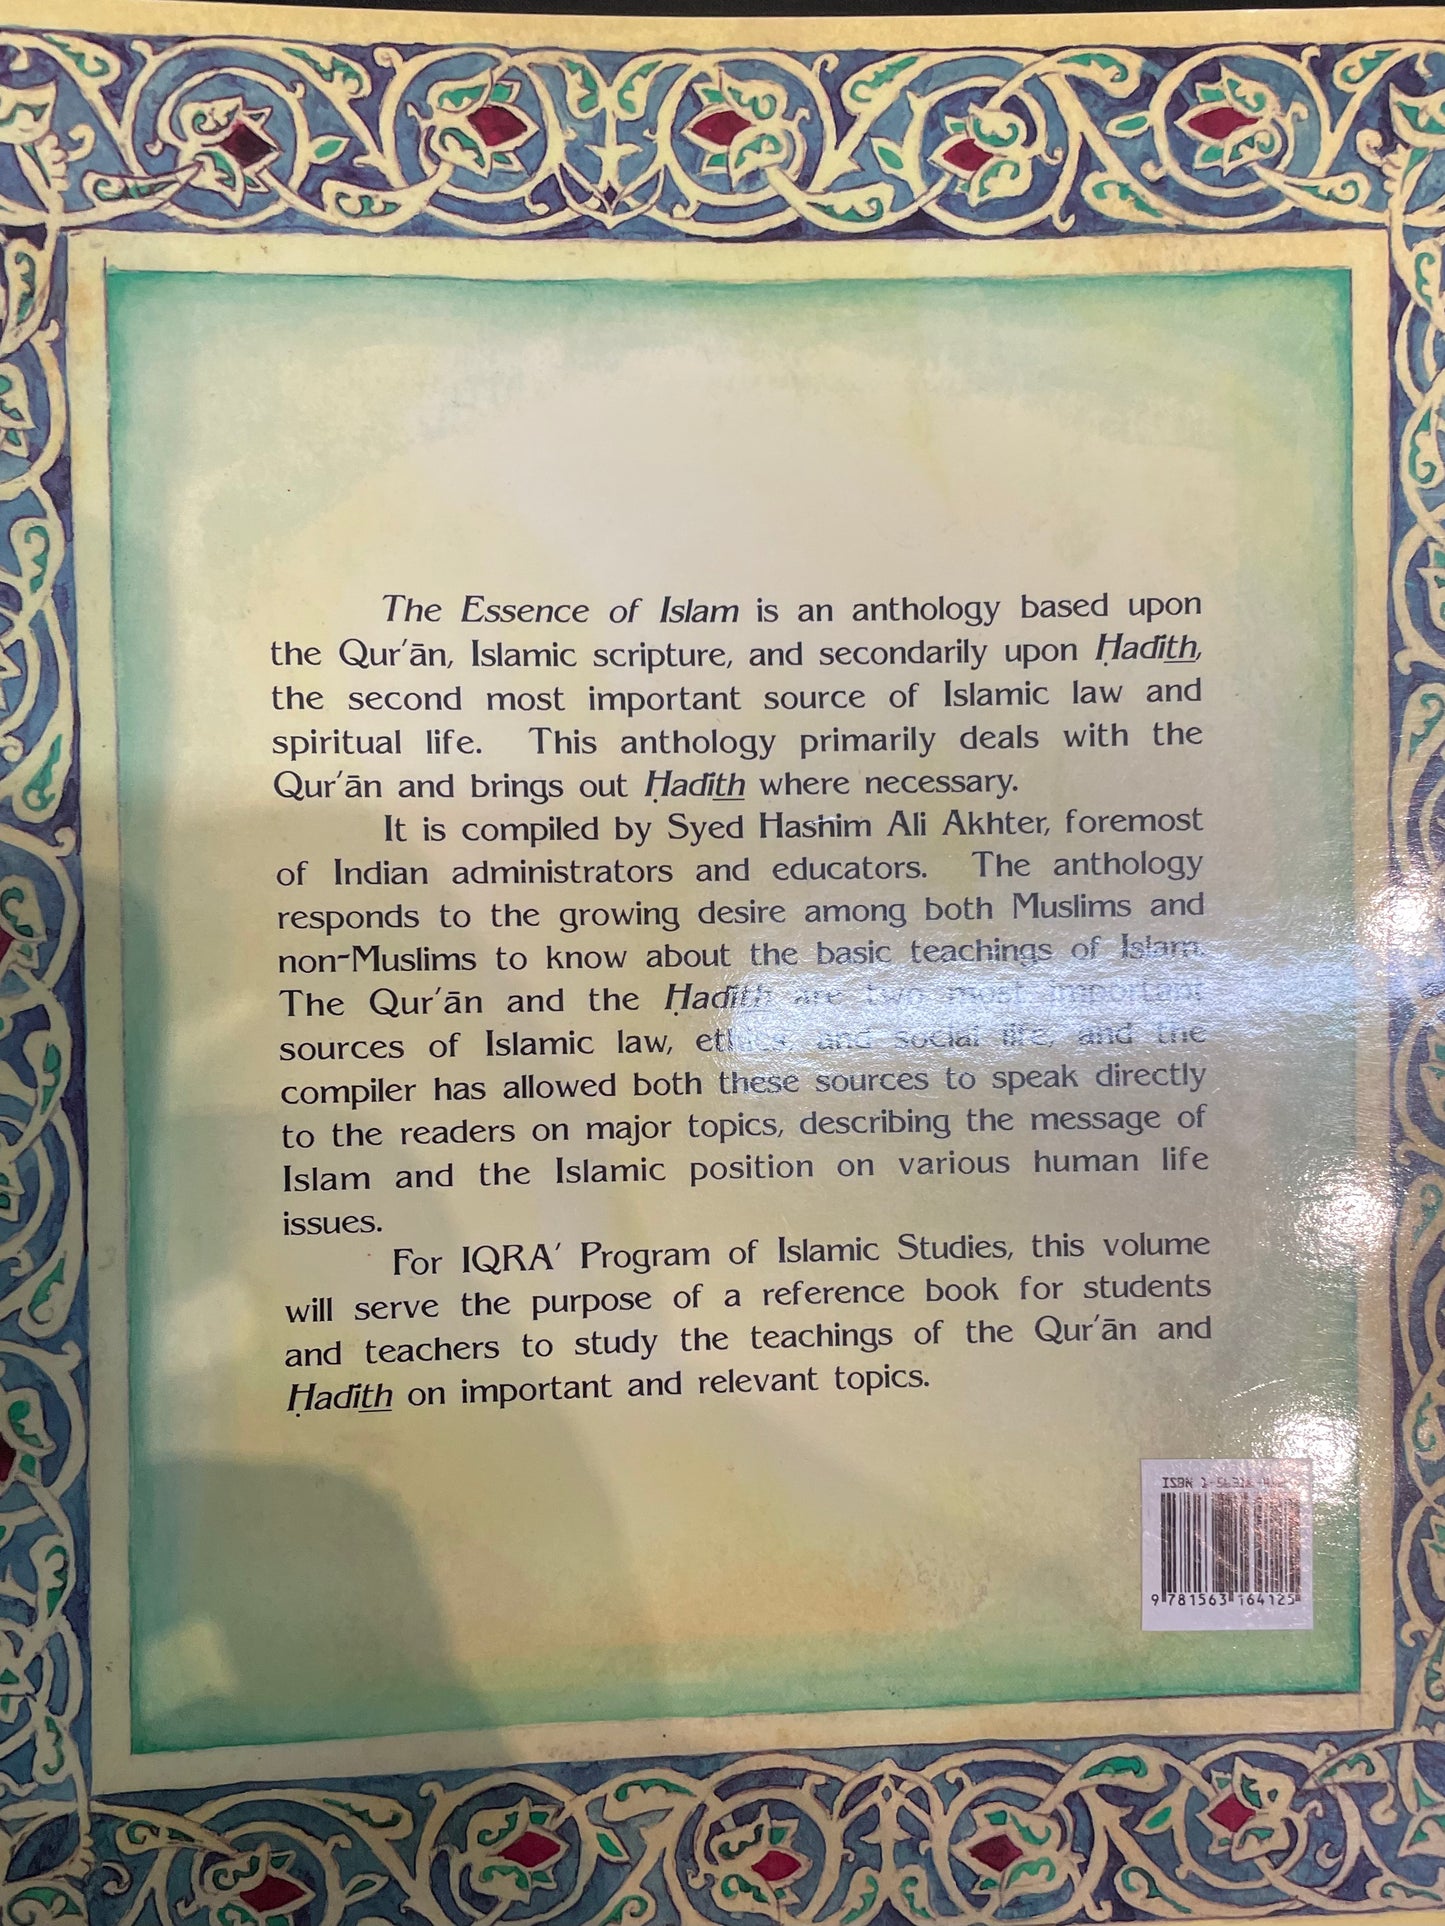 The Essence of Islam is an anthology based upon
the Qur'ān, Islamic scripture, and secondarily upon Ḥadīth,
the second most important source of Islamic law and
spiritual life. This anthology primarily deals with the
Qur'ān and brings out Ḥadīth where necessary.
It is compiled by Syed Hashim Ali Akhter, foremost
of Indian administrators and educators. The anthology
responds to the growing desire among both Muslims and
non-Muslims to know about the basic teachings of Islam.
The Qur'ān and the Ḥadīth are two most important
sources of Islamic law, ethics, and social life, and the
compiler has allowed both these sources to speak directly
to the readers on major topics, describing the message of
Islam and the Islamic position on various human life
issues.
For IQRA' Program of Islamic Studies, this volume
will serve the purpose of a reference book for students
and teachers to study the teachings of the Qur'ān and
Ḥadīth on important and relevant topics.
ISBN
9 781563 164125